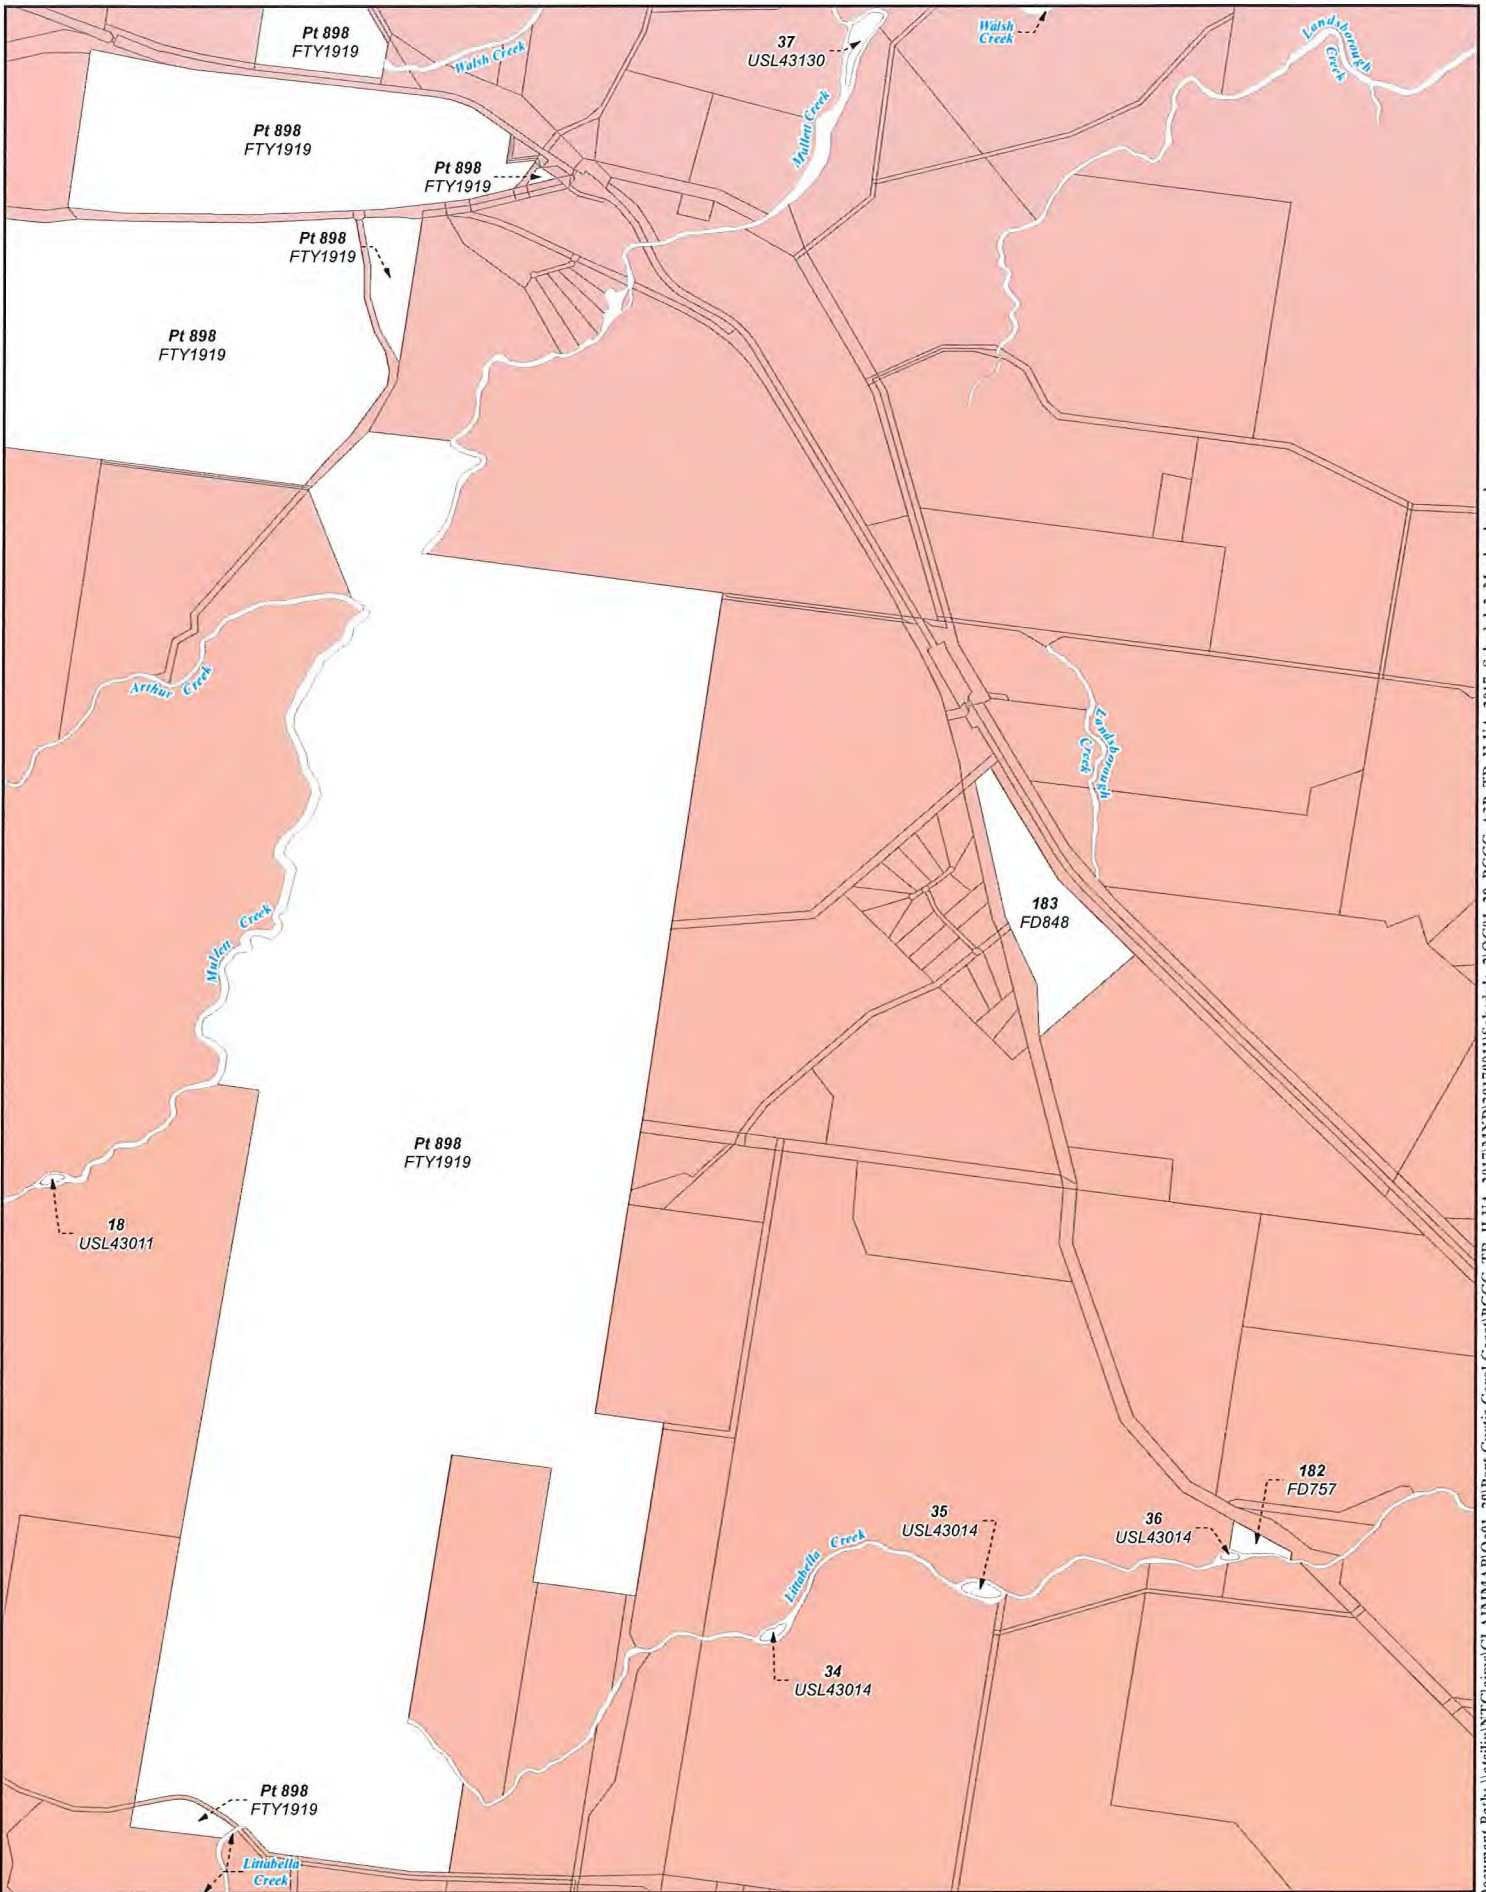 Pt 898
FTY1919
Walsh Creek
37
USL43130
Walsh
Creek
Landsborough
Creek
Pt 898
FTY1919
Mullett Creek
Pt 898
FTY1919
Pt 898
FTY1919
Pt 898
FTY1919
Arthur Creek
Landsborough
Creek
183
FD848
Mullett Creek
Pt 898
FTY1919
18
USL43011
182
FD757
35
USL43014
36
USL43014
Littabella Creek
34
USL43014
Pt 898
FTY1919
Littabella
Creek